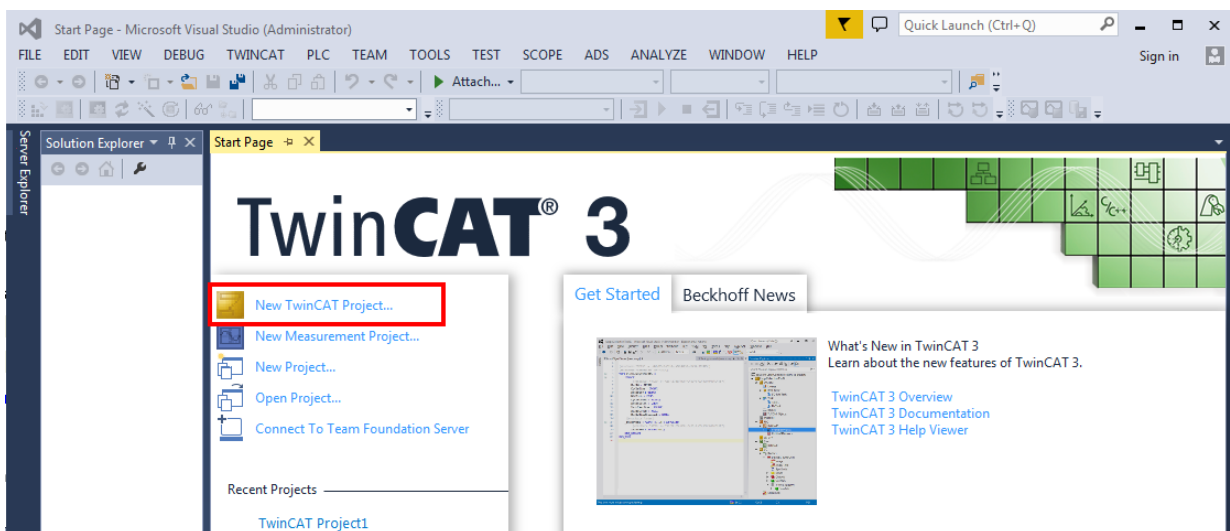 Start Page - Microsoft Visual Studio (Administrator)
Quick Launch (Ctrl+Q)
FILE EDIT VIEW DEBUG TWINCAT PLC TEAM TOOLS TEST SCOPE ADS ANALYZE WINDOW HELP
Sign in
Attach...
Server Explorer
Solution Explorer
Start Page
TwinCAT® 3
C/C++
New TwinCAT Project...
New Measurement Project...
New Project...
Open Project...
Connect To Team Foundation Server
Recent Projects
TwinCAT Project1
Get Started Beckhoff News
What's New in TwinCAT 3
Learn about the new features of TwinCAT 3.
TwinCAT 3 Overview
TwinCAT 3 Documentation
TwinCAT 3 Help Viewer